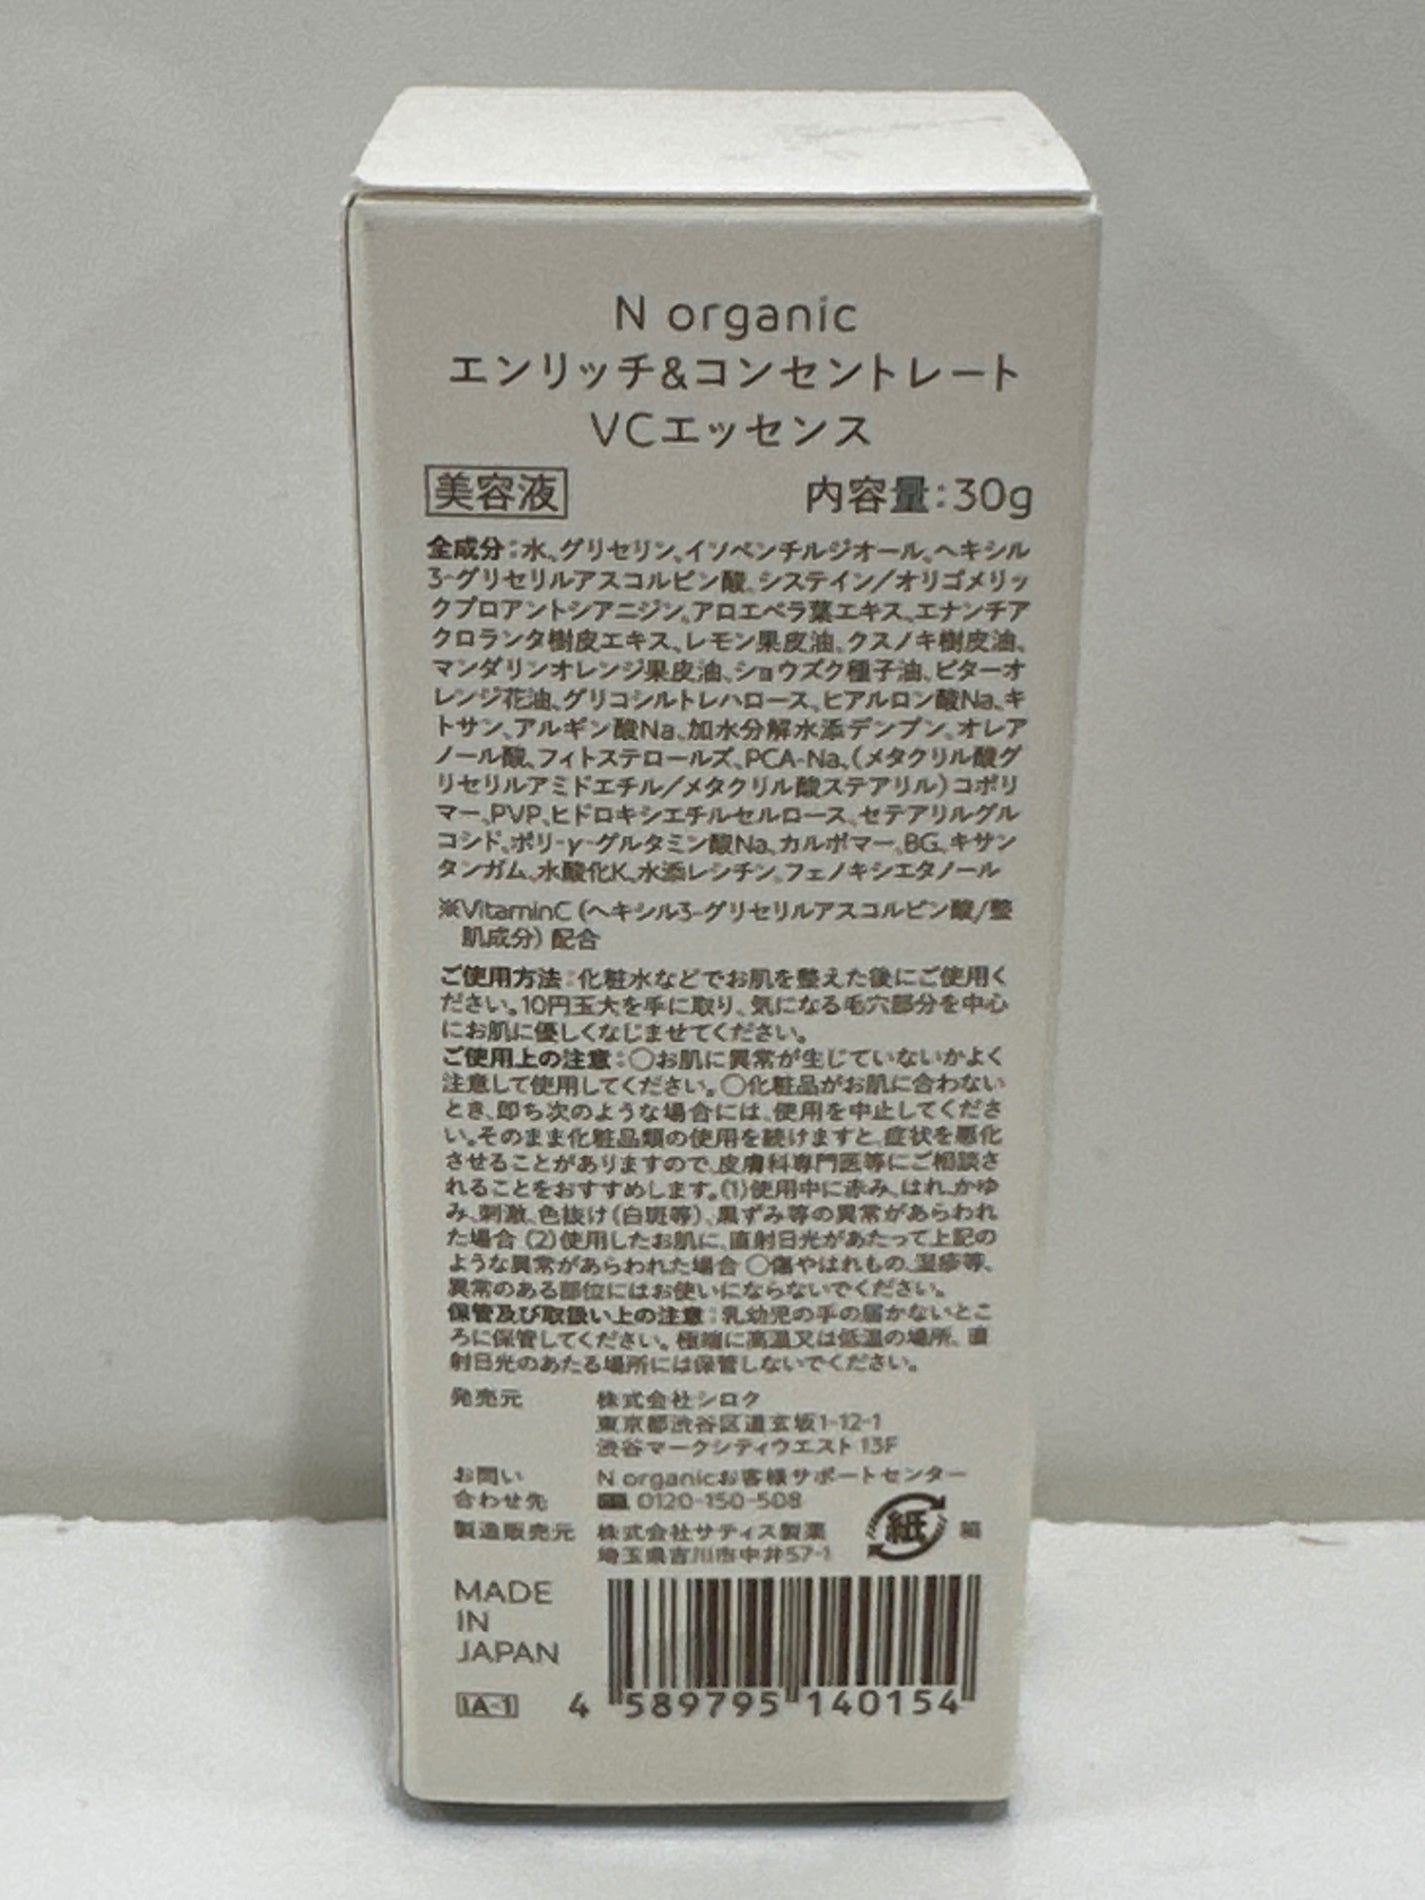 N organic
エンリッチ&コンセントレート
VCエッセンス
美容液 内容量:30g
全成分:水、グリセリン、イソペンチルジオール、ヘキシル
3-グリセリルアスコルビン酸、システイン/オリゴメリッ
クプロアントシアニジン、アロエベラ葉エキス、エナンチア
クロランタ樹皮エキス、レモン果皮油、クスノキ樹皮油、
マンダリンオレンジ果皮油、ショウズク種子油、ビターオ
レンジ花油、グリコシルトレハロース、ヒアルロン酸Na、キ
トサン、アルギン酸Na、加水分解水添デンプン、オレア
ノール酸、フィトステロールズ、PCA-Na、(メタクリル酸グ
リセリルアミドエチル/メタクリル酸ステアリル)コポリ
マー、PVP、ヒドロキシエチルセルロース、セテアリルグル
コシド、ポリ-γ-グルタミン酸Na、カルボマー、BG、キサン
タンガム、水酸化K、水添レシチン、フェノキシエタノール
※VitaminC(ヘキシル3-グリセリルアスコルビン酸/整
肌成分)配合
ご使用方法:化粧水などでお肌を整えた後にご使用く
ださい。10円玉大を手に取り、気になる毛穴部分を中心
にお肌に優しくなじませてください。
ご使用上の注意:○お肌に異常が生じていないかよく
注意して使用してください。○化粧品がお肌に合わない
とき、即ち次のような場合には、使用を中止してくださ
い。そのまま化粧品類の使用を続けますと、症状を悪化
させることがありますので、皮膚科専門医等にご相談さ
れることをおすすめします。(1)使用中に赤み、はれ、かゆ
み、刺激、色抜け(白斑等)、黒ずみ等の異常があらわれ
た場合 (2)使用したお肌に、直射日光があたって上記の
ような異常があらわれた場合 ○傷やはれもの、湿疹等、
異常のある部位にはお使いにならないでください。
保管及び取扱い上の注意:乳幼児の手の届かないとこ
ろに保管してください。極端に高温又は低温の場所、直
射日光のあたる場所には保管しないでください。
発売元 株式会社シロク
東京都渋谷区道玄坂1-12-1
渋谷マークシティウエスト13F
お問い N organicお客様サポートセンター
合わせ先 0120-150-508
製造販売元 株式会社サティス製薬
埼玉県吉川市中井57-1
紙 箱
MADE
IN
JAPAN
1A-1
4 589795 140154